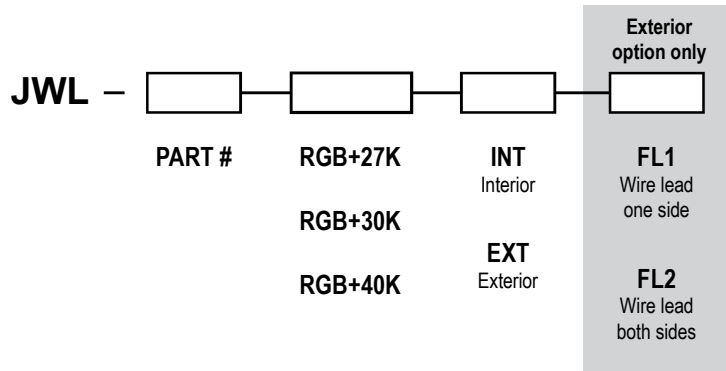 Exterior
option only
JWL –
PART #
RGB+27K
RGB+30K
RGB+40K
INT
Interior
EXT
Exterior
FL1
Wire lead
one side
FL2
Wire lead
both sides